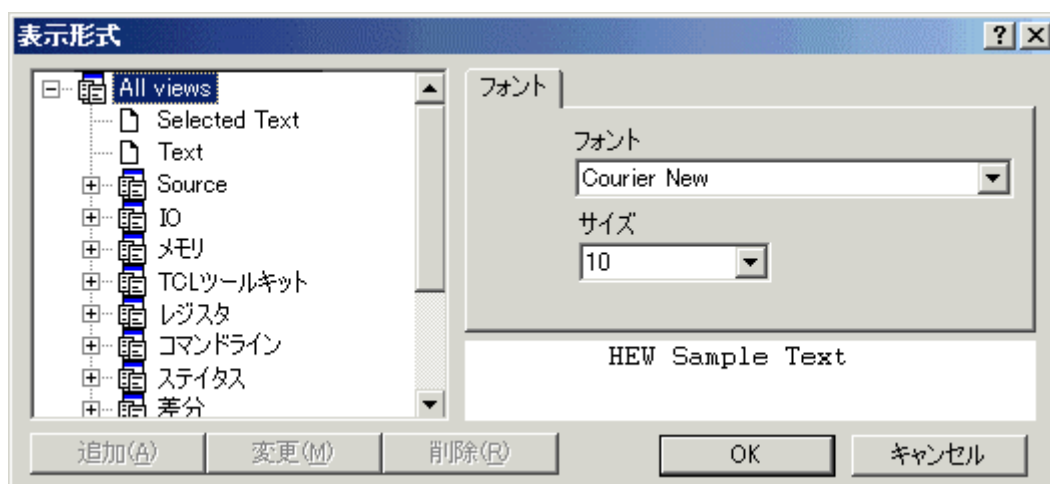 表示形式
All views
Selected Text
Text
Source
IO
メモリ
TCLツールキット
レジスタ
コマンドライン
ステイタス
差分
フォント
フォント
Courier New
サイズ
10
HEW Sample Text
追加(A)
変更(M)
削除(R)
OK
キャンセル